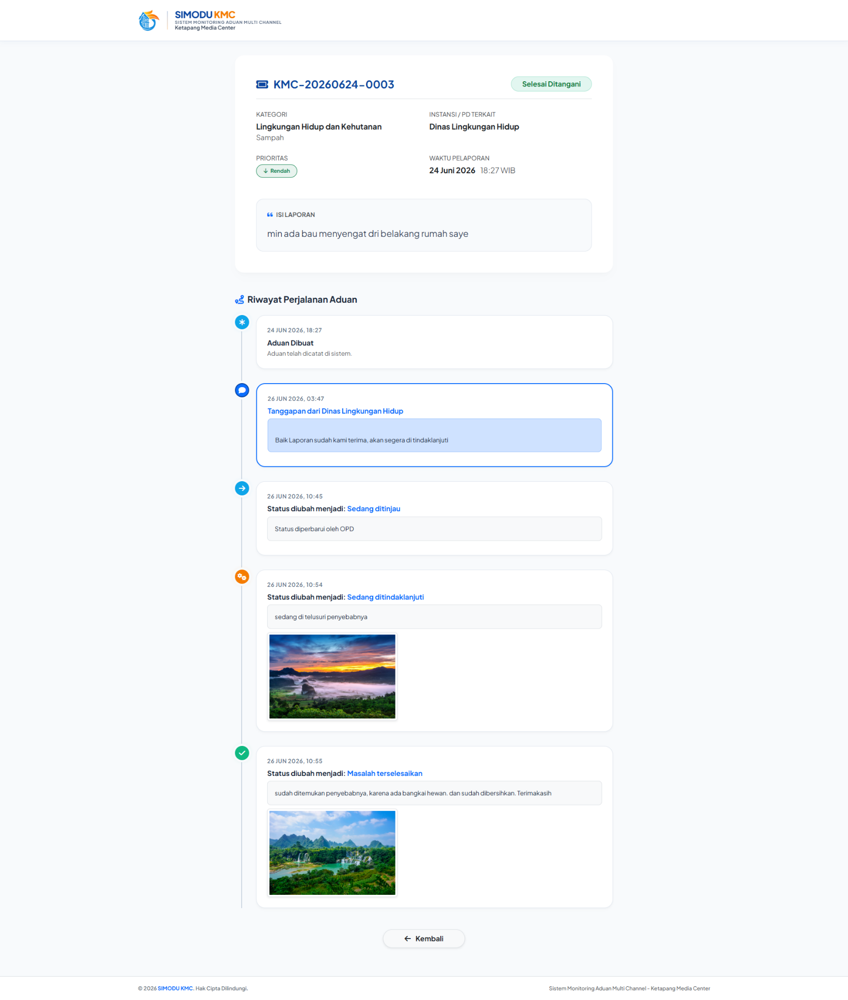 SIMODU KMC
SISTEM MONITORING ADUAN MULTI CHANNEL
Ketapang Media Center
KMC-20260624-0003
Selesai Ditangani
KATEGORI
Lingkungan Hidup dan Kehutanan
Sampah
INSTANSI / PD TERKAIT
Dinas Lingkungan Hidup
PRIORITAS
Rendah
WAKTU PELAPORAN
24 Juni 2026 18:27 WIB
ISI LAPORAN
min ada bau menyengat dri belakang rumah saye
Riwayat Perjalanan Aduan
24 JUN 2026, 18:27
Aduan Dibuat
Aduan telah dicatat di sistem.
26 JUN 2026, 03:47
Tanggapan dari Dinas Lingkungan Hidup
Baik Laporan sudah kami terima, akan segera di tindaklanjuti
26 JUN 2026, 10:45
Status diubah menjadi: Sedang ditinjau
Status diperbarui oleh OPD
26 JUN 2026, 10:54
Status diubah menjadi: Sedang ditindaklanjuti
sedang di telusuri penyebabnya
26 JUN 2026, 10:55
Status diubah menjadi: Masalah terselesaikan
sudah ditemukan penyebabnya, karena ada bangkai hewan. dan sudah dibersihkan. Terimakasih
Kembali
© 2026 SIMODU KMC. Hak Cipta Dilindungi.
Sistem Monitoring Aduan Multi Channel - Ketapang Media Center